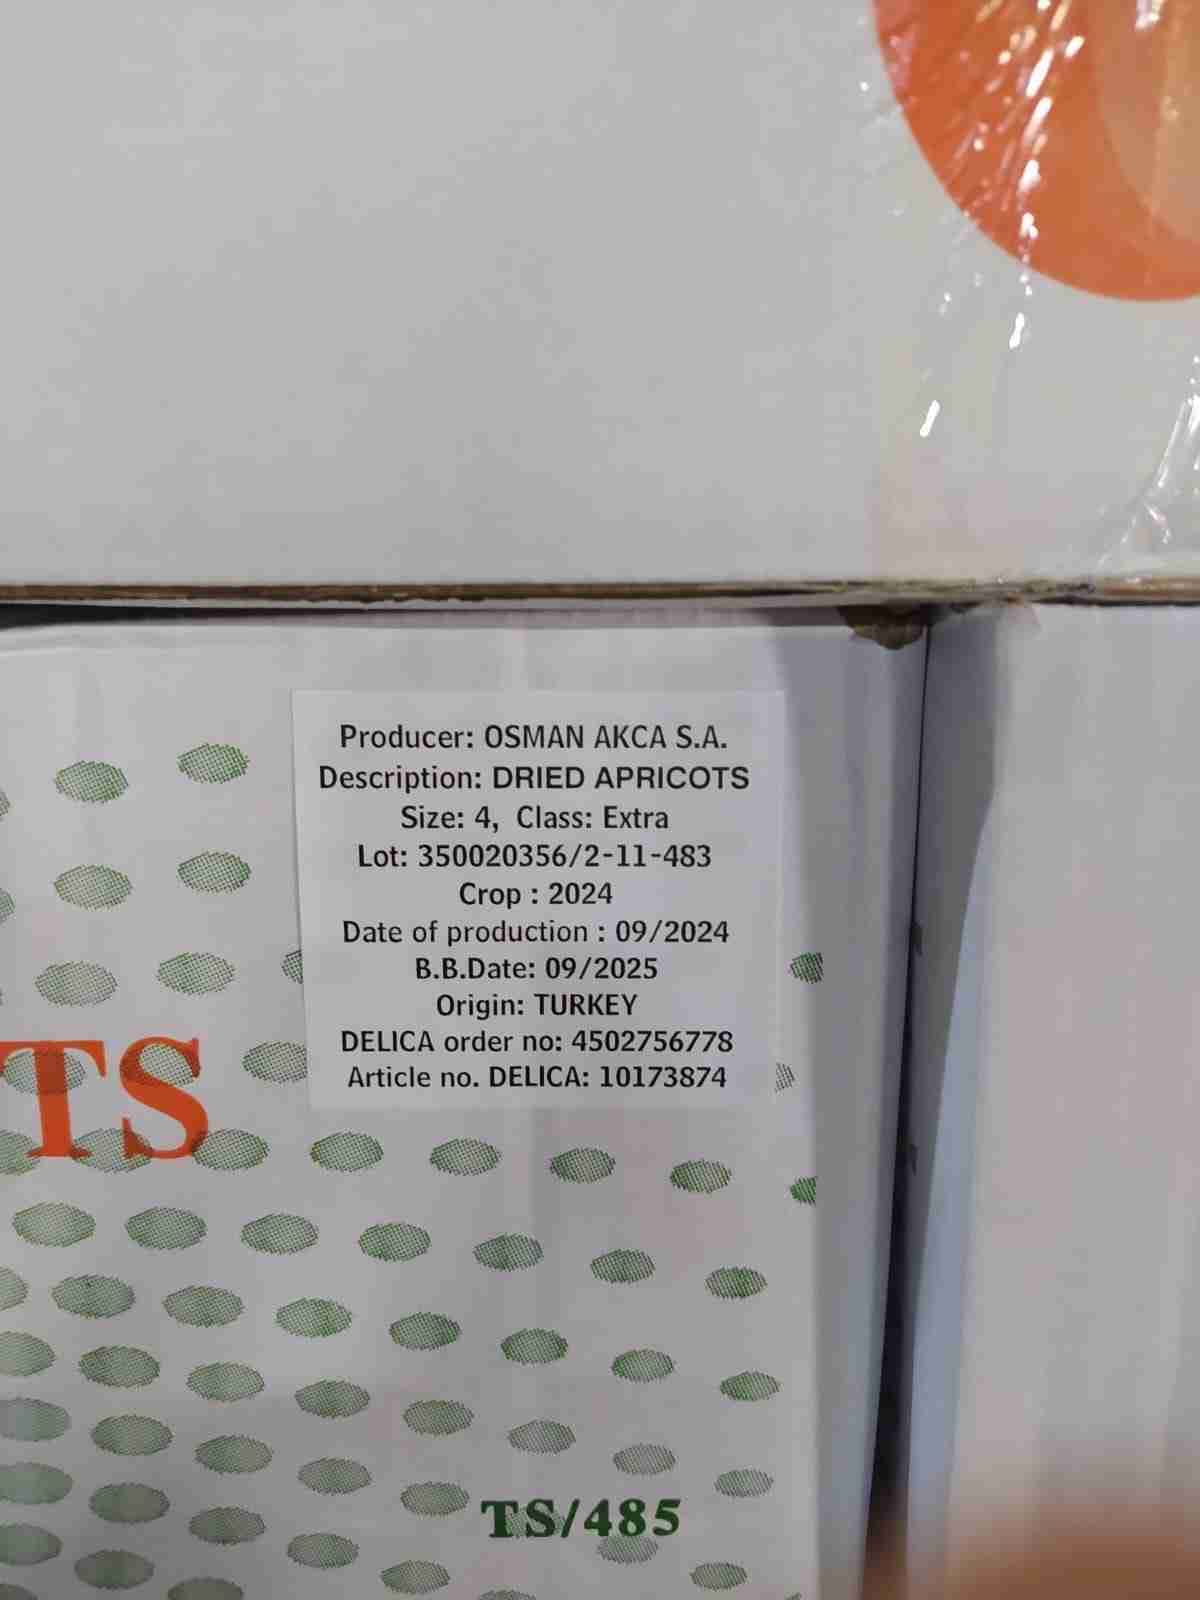 Producer: OSMAN AKCA S.A.
Description: DRIED APRICOTS
Size: 4, Class: Extra
Lot: 350020356/2-11-483
Crop : 2024
Date of production : 09/2024
B.B.Date: 09/2025
Origin: TURKEY
DELICA order no: 4502756778
Article no. DELICA: 10173874
TS
TS/485